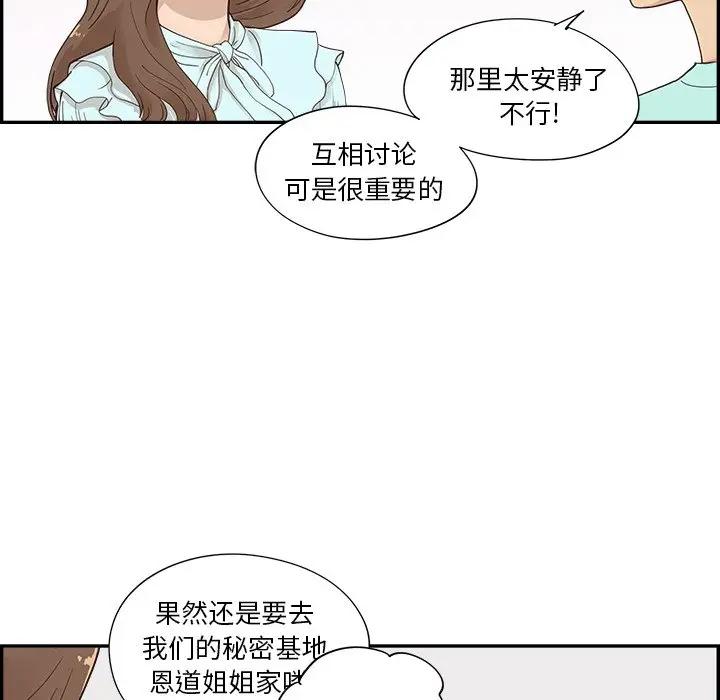 那里太安静了
不行!
互相讨论
可是很重要的
果然还是要去
我们的秘密基地
恩道姐姐家